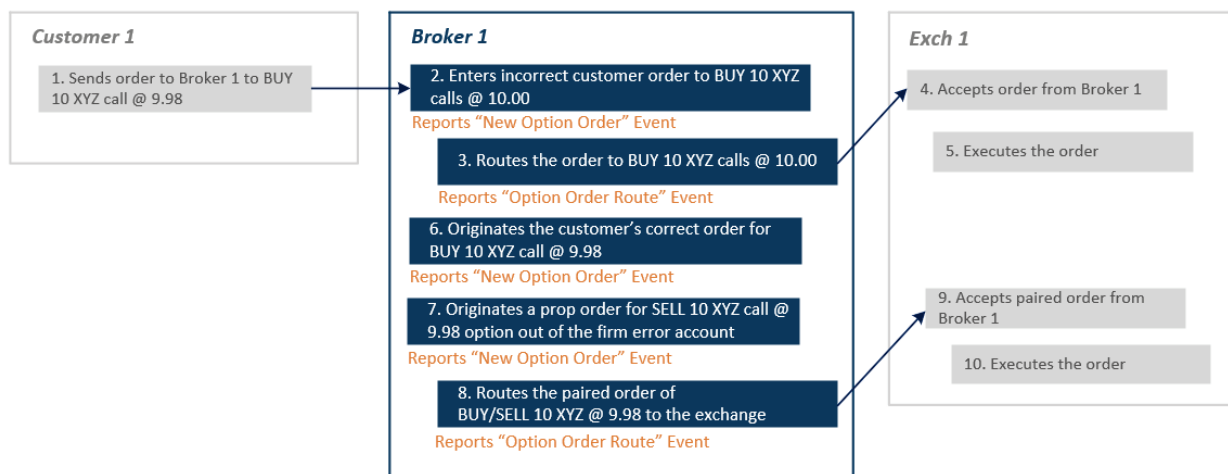 Customer 1
1. Sends order to Broker 1 to BUY
10 XYZ call @ 9.98
Broker 1
2. Enters incorrect customer order to BUY 10 XYZ
calls @ 10.00
Reports “New Option Order” Event
3. Routes the order to BUY 10 XYZ calls @ 10.00
Reports “Option Order Route” Event
6. Originates the customer’s correct order for
BUY 10 XYZ call @ 9.98
Reports “New Option Order” Event
7. Originates a prop order for SELL 10 XYZ call @
9.98 option out of the firm error account
Reports “New Option Order” Event
8. Routes the paired order of
BUY/SELL 10 XYZ @ 9.98 to the exchange
Reports “Option Order Route” Event
Exch 1
4. Accepts order from Broker 1
5. Executes the order
9. Accepts paired order from
Broker 1
10. Executes the order